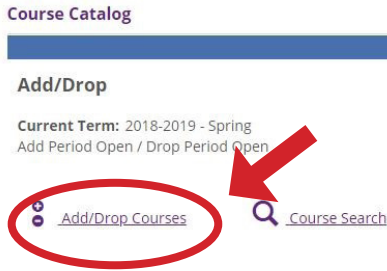 Course Catalog
Add/Drop
Current Term: 2018-2019 - Spring
Add Period Open / Drop Period Open
Add/Drop Courses Course Search